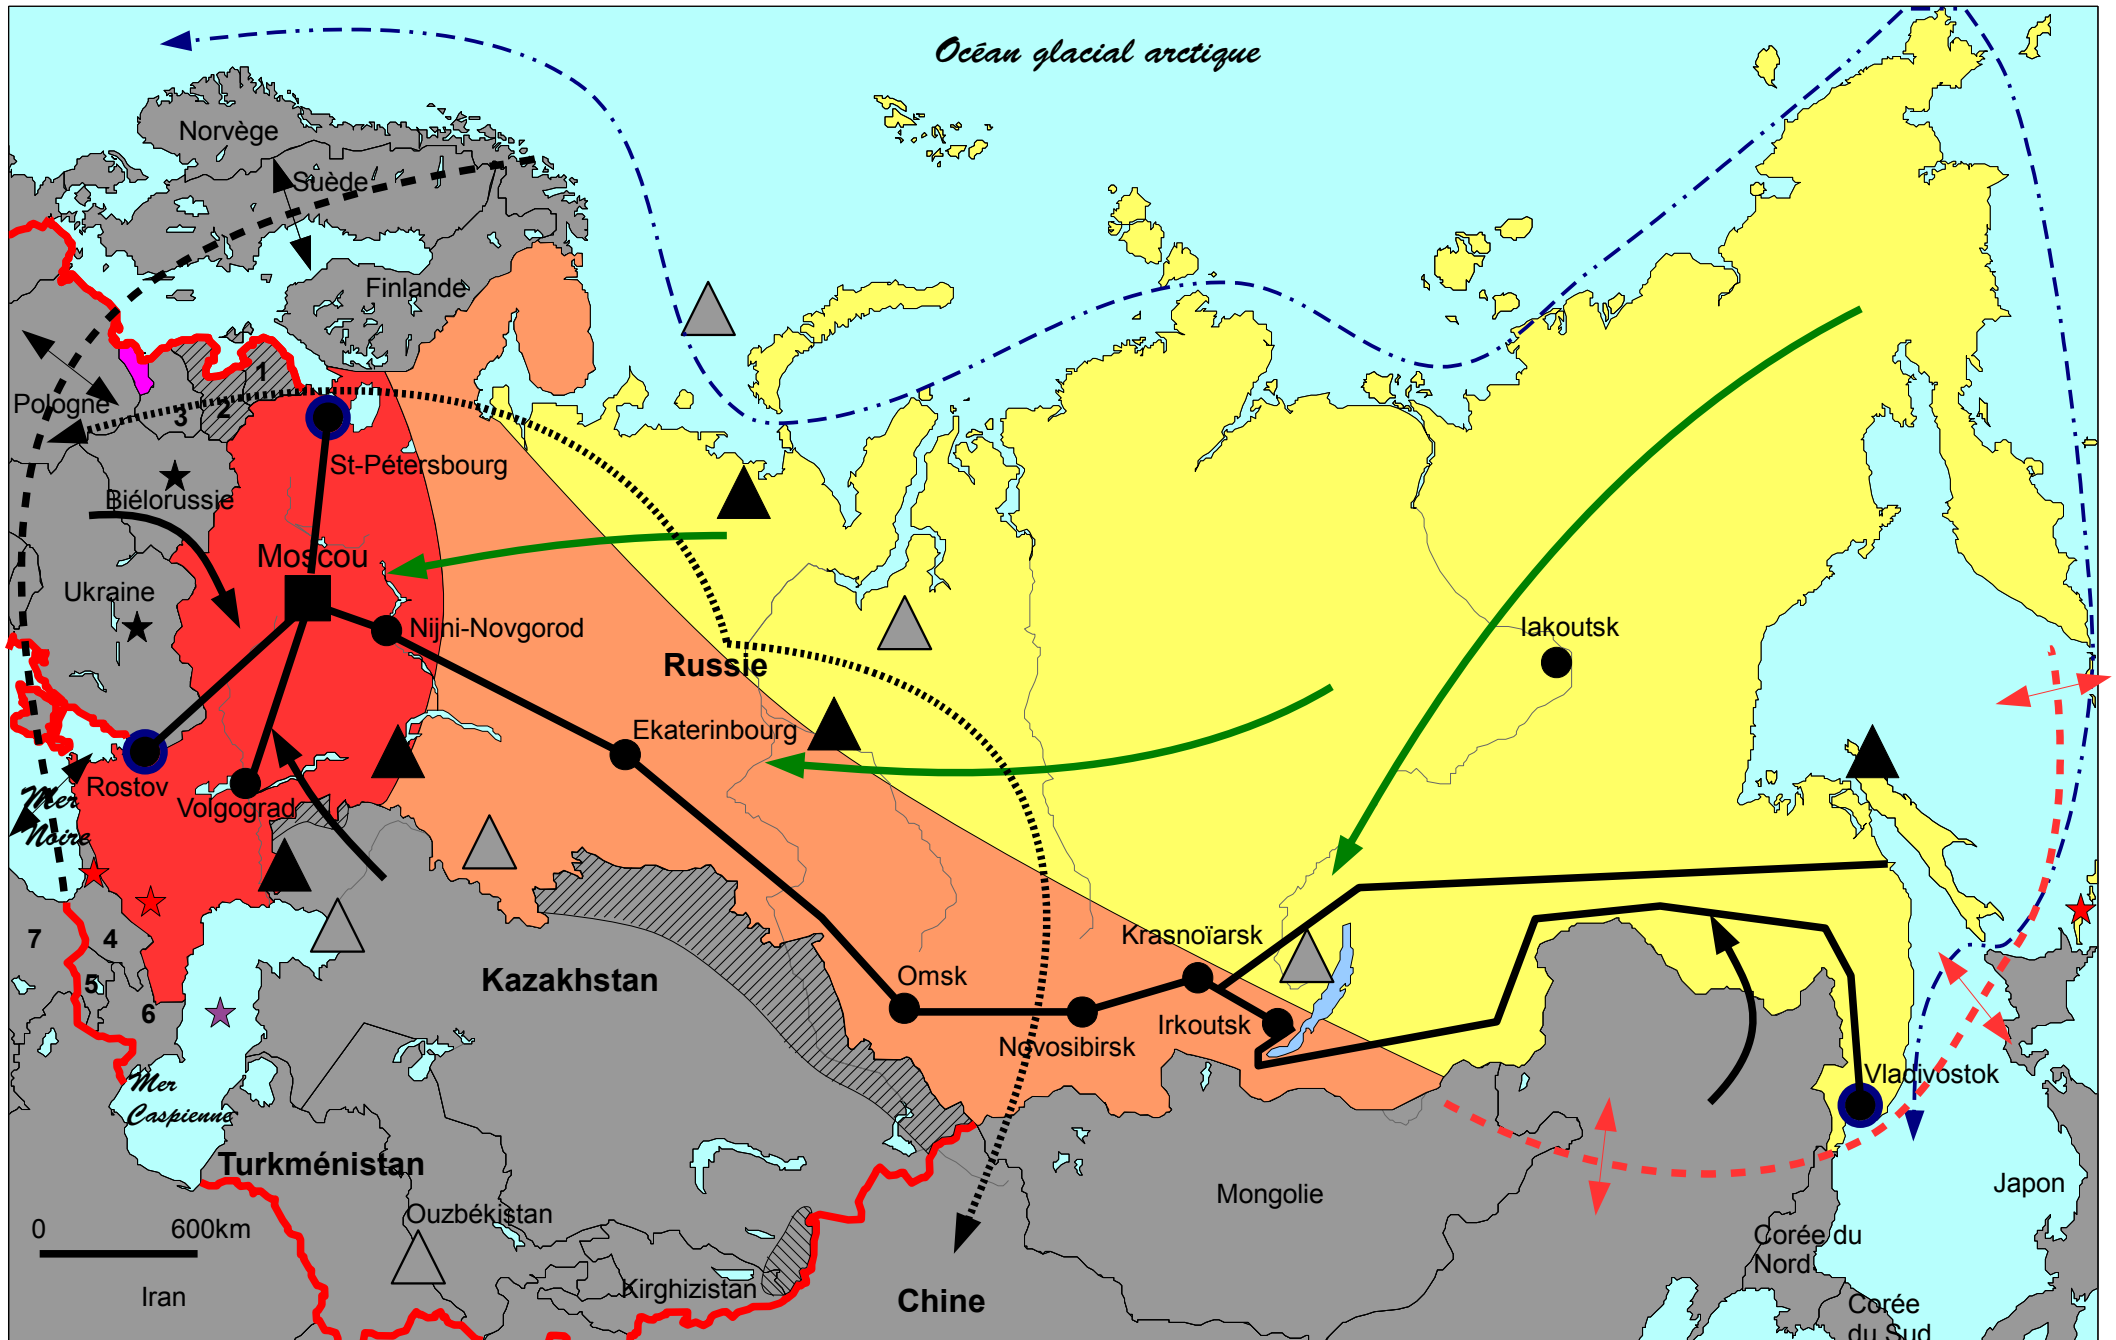 Océan glacial arctique
Norvège
Suède
Finlande
1
Pologne
2
3
St-Pétersbourg
Biélorussie
Moscou
Ukraine
Nijni-Novgorod
Iakoutsk
Russie
Ekaterinbourg
Rostov
Volgograd
Mer
Noire
7
4
Krasnoïarsk
Kazakhstan
Omsk
5
6
Irkoutsk
Novosibirsk
Vladivostok
Mer
Caspienne
Turkménistan
Mongolie
Japon
Ouzbékistan
0
600km
Corée du
Nord
Iran
Kirghizistan
Chine
Corée
du Sud